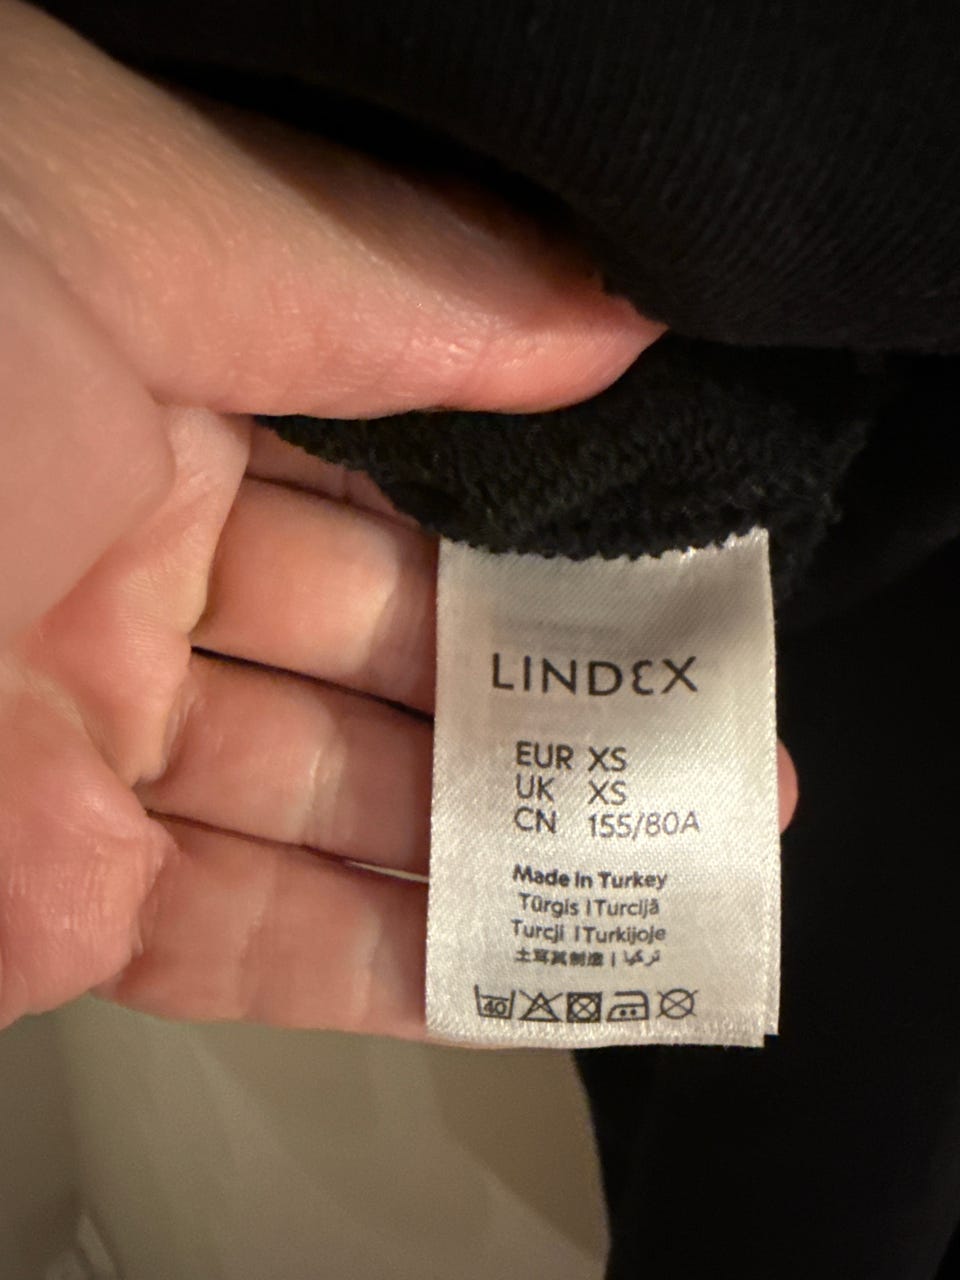 LINDEX
EUR XS
UK XS
CN 155/80A
Made in Turkey
Türgis | Turcijā
Turcji | Turkijoje
土耳其制造 | تركيا
40